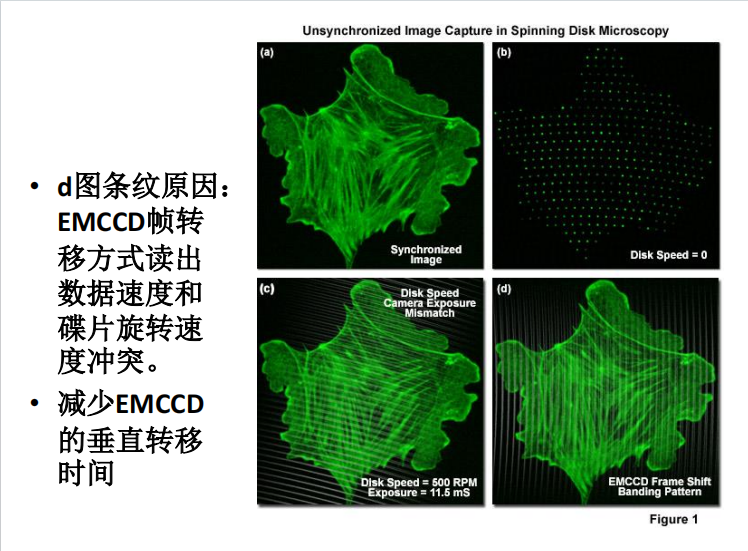 Unsynchronized Image Capture in Spinning Disk Microscopy
(a)
Synchronized
Image
(b)
Disk Speed = 0
(c)
Disk Speed
Camera Exposure
Mismatch
Disk Speed = 500 RPM
Exposure = 11.5 mS
(d)
EMCCD Frame Shift
Banding Pattern
Figure 1
• d图条纹原因：
EMCCD帧转
移方式读出
数据速度和
碟片旋转速
度冲突。
• 减少EMCCD
的垂直转移
时间